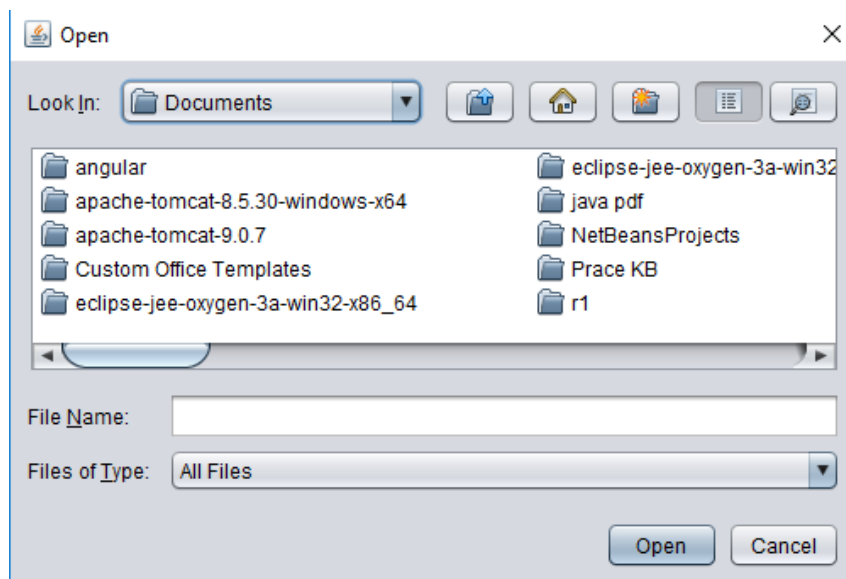 Open
Look In: Documents
angular
apache-tomcat-8.5.30-windows-x64
apache-tomcat-9.0.7
Custom Office Templates
eclipse-jee-oxygen-3a-win32-x86_64
eclipse-jee-oxygen-3a-win32
java pdf
NetBeansProjects
Prace KB
r1
File Name:
Files of Type: All Files
Open Cancel